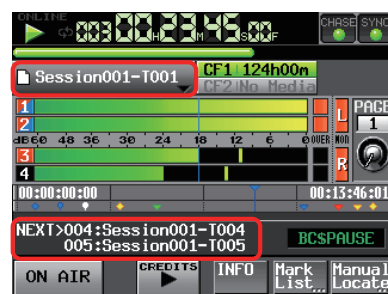 ONLINE
00H23M45S00F
CHASE SYNC
Session001-T001
CF1 124h00m
CF2 No Media
1
2
dB60 48 36 30 24 18 12 6 0 OVER MON
L
PAGE
1
3
4
R
00:00:00:00 00:13:46:01
NEXT>004:Session001-T004
005:Session001-T005
BC$PAUSE
ON AIR
CREDITS
INFO
Mark List...
Manual Locate